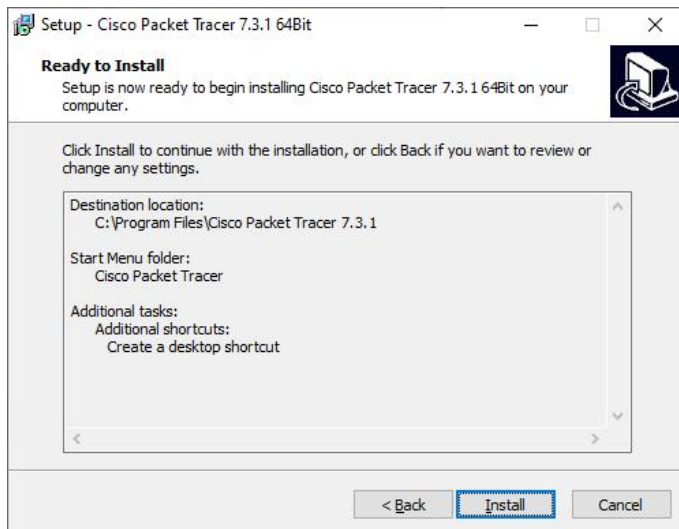 Setup - Cisco Packet Tracer 7.3.1 64Bit
Ready to Install
Setup is now ready to begin installing Cisco Packet Tracer 7.3.1 64Bit on your
computer.
Click Install to continue with the installation, or click Back if you want to review or
change any settings.
Destination location:
C:\Program Files\Cisco Packet Tracer 7.3.1
Start Menu folder:
Cisco Packet Tracer
Additional tasks:
Additional shortcuts:
Create a desktop shortcut
< Back
Install
Cancel